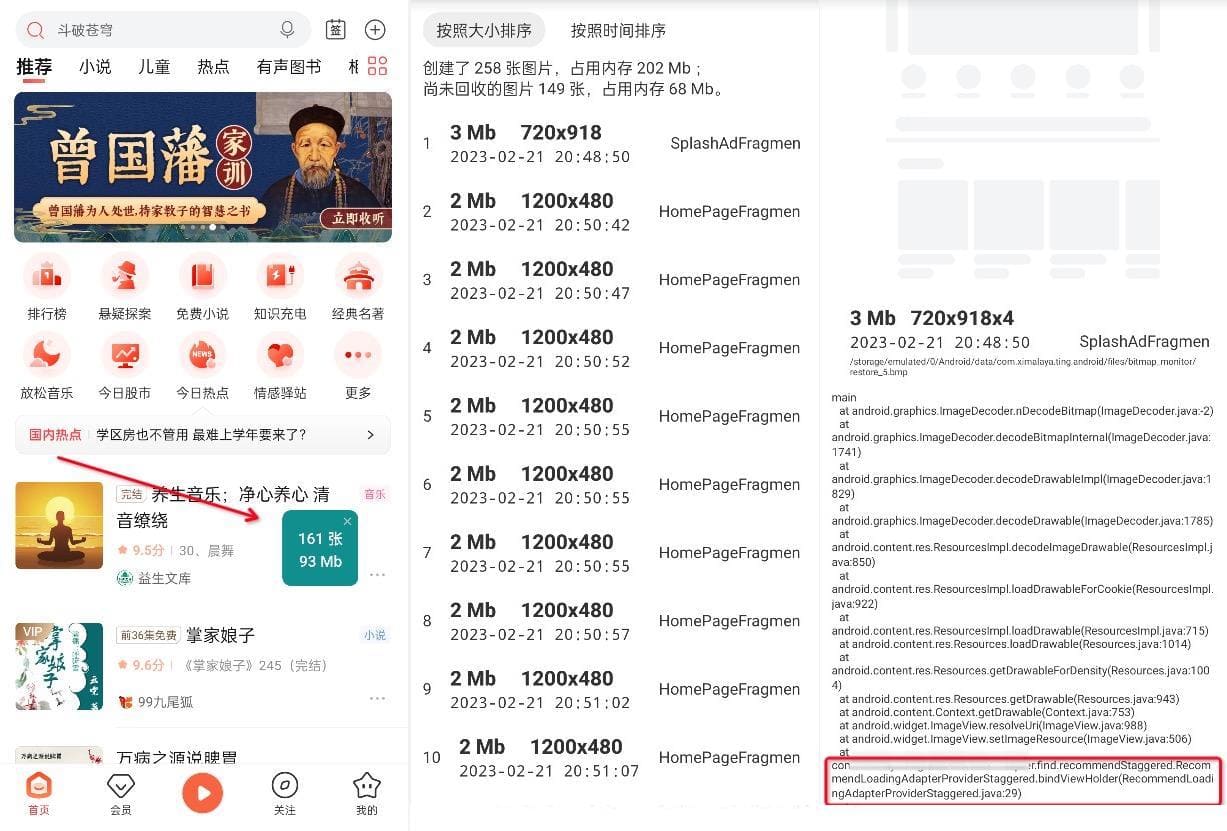 斗破苍穹
签
推荐 小说 儿童 热点 有声图书
曾国藩 家训
曾国藩为人处世,持家教子的智慧之书
立即收听
排行榜 悬疑探案 免费小说 知识充电 经典名著
NEWS
放松音乐 今日股市 今日热点 情感驿站 更多
国内热点 学区房也不管用 最难上学年要来了?
完结 养生音乐；净心养心 清 音乐
音缭绕
9.5分 30、晨舞
益生文库
161 张
93 Mb
VIP
掌家娘子
前36集免费 掌家娘子 小说
9.6分 《掌家娘子》245（完结）
99九尾狐
万病之源说脾胃
万病之源说脾胃
首页 会员 关注 我的
按照大小排序 按照时间排序
创建了 258 张图片，占用内存 202 Mb ；
尚未回收的图片 149 张，占用内存 68 Mb。
1 3 Mb 720x918 SplashAdFragmen
2023-02-21 20:48:50
2 2 Mb 1200x480 HomePageFragmen
2023-02-21 20:50:42
3 2 Mb 1200x480 HomePageFragmen
2023-02-21 20:50:47
4 2 Mb 1200x480 HomePageFragmen
2023-02-21 20:50:52
5 2 Mb 1200x480 HomePageFragmen
2023-02-21 20:50:55
6 2 Mb 1200x480 HomePageFragmen
2023-02-21 20:50:55
7 2 Mb 1200x480 HomePageFragmen
2023-02-21 20:50:55
8 2 Mb 1200x480 HomePageFragmen
2023-02-21 20:50:57
9 2 Mb 1200x480 HomePageFragmen
2023-02-21 20:51:02
10 2 Mb 1200x480 HomePageFragmen
2023-02-21 20:51:07
3 Mb 720x918x4
2023-02-21 20:48:50 SplashAdFragmen
/storage/emulated/0/Android/data/com.ximalaya.ting.android/files/bitmap_monitor/
restore_5.bmp
main
at android.graphics.ImageDecoder.nDecodeBitmap(ImageDecoder.java:-2)
at
android.graphics.ImageDecoder.decodeBitmapInternal(ImageDecoder.java:
1741)
at
android.graphics.ImageDecoder.decodeDrawableImpl(ImageDecoder.java:1
829)
at
android.graphics.ImageDecoder.decodeDrawable(ImageDecoder.java:1785)
at
android.content.res.ResourcesImpl.decodeImageDrawable(ResourcesImpl.j
ava:850)
at
android.content.res.ResourcesImpl.loadDrawableForCookie(ResourcesImpl.
java:922)
at
android.content.res.ResourcesImpl.loadDrawable(ResourcesImpl.java:715)
at android.content.res.Resources.loadDrawable(Resources.java:1014)
at
android.content.res.Resources.getDrawableForDensity(Resources.java:100
4)
at android.content.res.Resources.getDrawable(Resources.java:943)
at android.content.Context.getDrawable(Context.java:753)
at android.widget.ImageView.resolveUri(ImageView.java:988)
at android.widget.ImageView.setImageResource(ImageView.java:506)
at
.find.recommendStaggered.Recom
mendLoadingAdapterProviderStaggered.bindViewHolder(RecommendLoadi
ngAdapterProviderStaggered.java:29)